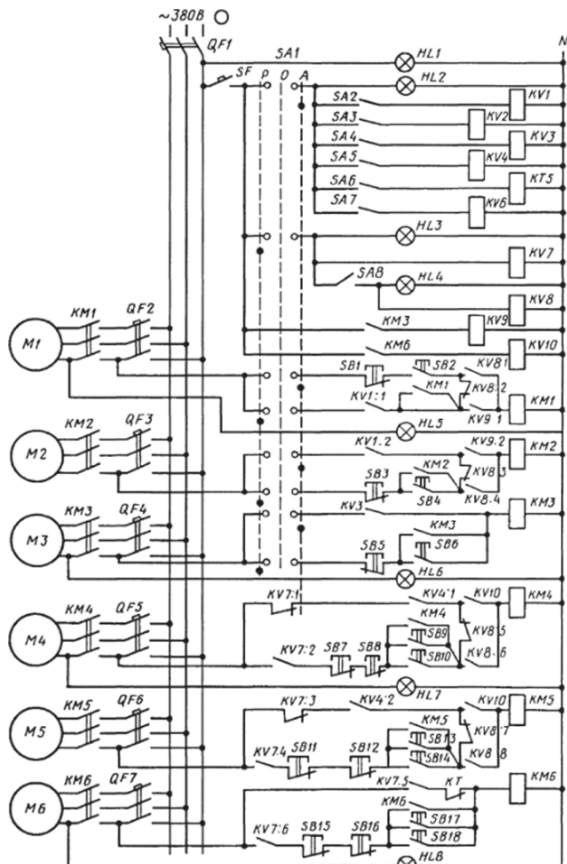 ~380В
QF1
N
SA1
HL1
SF
P O A
HL2
SA2 KV1
SA3 KV2
SA4 KV3
SA5 KV4
SA6 KT5
SA7 KV6
HL3
KV7
SA8 HL4
KV8
KM1 QF2
KM3 KV9
M1
KM6 KV10
SB1 SB2 KV8:1
KM1 KV8:2
KV1:1 KV9:1 KM1
KM2 QF3
HL5
KV1:2 KV9:2 KM2
M2
KM2 KV8:3
SB3 SB4 KV8:4
KM3 QF4
KV3 KM3
M3
KM3
SB5 SB6
HL6
KM4 QF5
KV7:1 KV4:1 KV10 KM4
M4
KM4
SB9 KV8:5
KV7:2 SB7 SB8 SB10 KV8:6
HL7
KM5 QF6
KV7:3 KV4:2 KV10 KM5
M5
KM5 KV8:7
SB13
KV7:4 SB11 SB12 SB14 KV8:8
KM6 QF7
KV7:5 KT KM6
M6
KM6
SB17
KV7:6 SB15 SB16 SB18
HL8